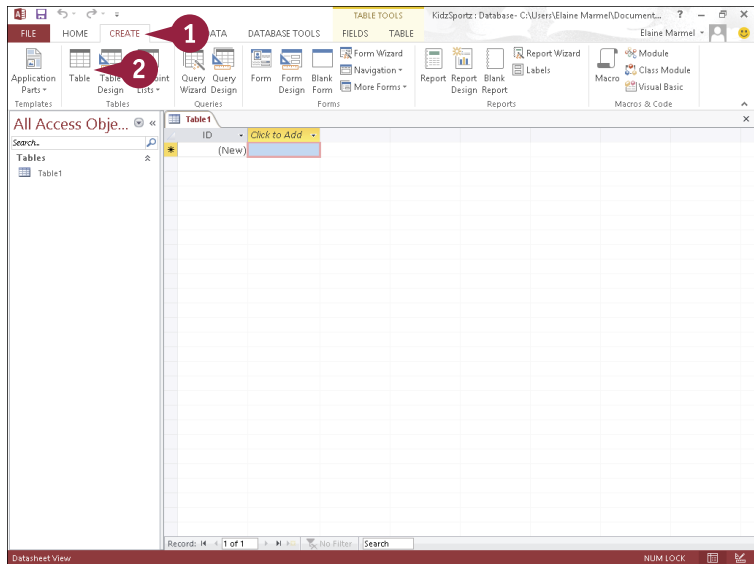 TABLE TOOLS
KidzSportz : Database- C:\Users\Elaine Marmel\Document... ?
FILE HOME CREATE 1 DATA DATABASE TOOLS FIELDS TABLE Elaine Marmel
Form Wizard Report Wizard Module
Navigation Labels Class Module
More Forms Visual Basic
Application Parts
Table
Table Design
Lists
2
Query Wizard
Query Design
Form
Form Design
Blank Form
Report
Report Design
Blank Report
Macro
Templates Tables Queries Forms Reports Macros & Code
All Access Obje... «
Search..
Tables
Table1
Table1
ID Click to Add
(New)
Record: 1 of 1 No Filter Search
Datasheet View NUM LOCK